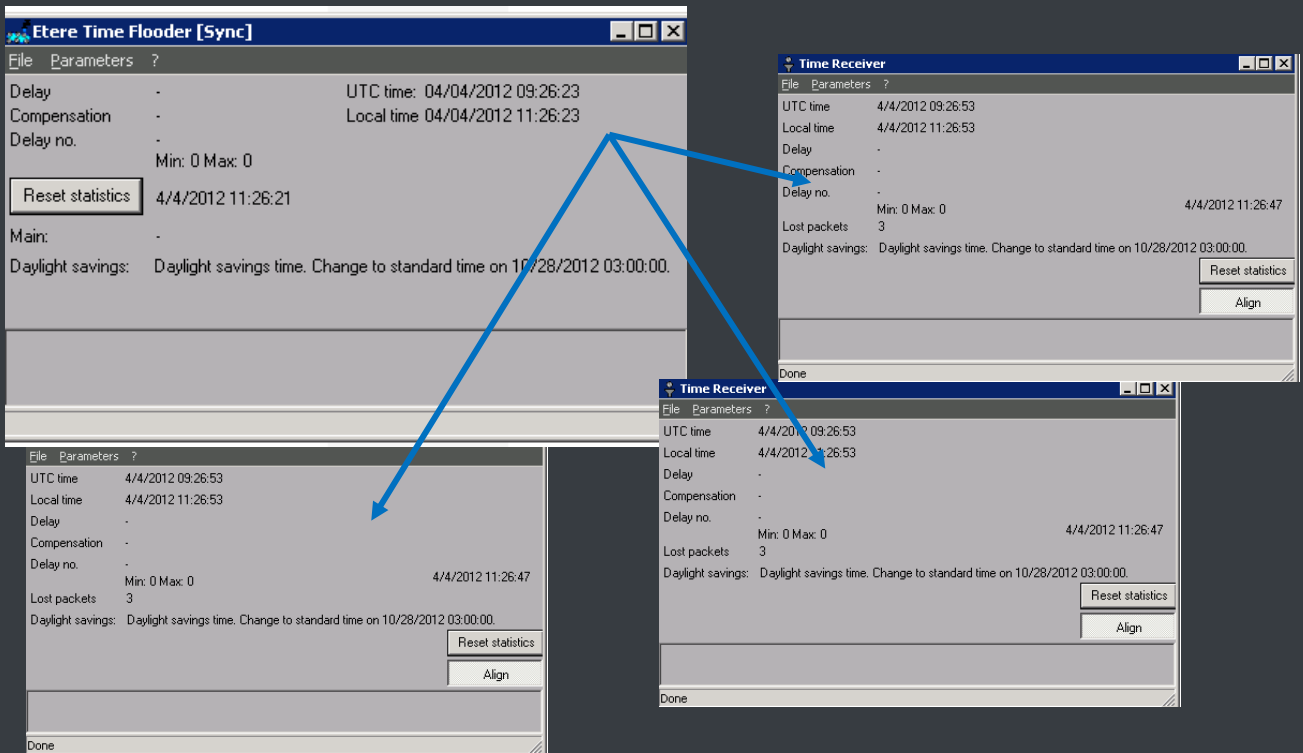 Etere Time Flooder [Sync]
File Parameters ?
Delay - UTC time: 04/04/2012 09:26:23
Compensation - Local time 04/04/2012 11:26:23
Delay no. -
Min: 0 Max: 0
Reset statistics 4/4/2012 11:26:21
Main: -
Daylight savings: Daylight savings time. Change to standard time on 10/28/2012 03:00:00.
Time Receiver
File Parameters ?
UTC time 4/4/2012 09:26:53
Local time 4/4/2012 11:26:53
Delay -
Compensation -
Delay no. -
Min: 0 Max: 0 4/4/2012 11:26:47
Lost packets 3
Daylight savings: Daylight savings time. Change to standard time on 10/28/2012 03:00:00.
Reset statistics
Align
Done
Time Receiver
File Parameters ?
UTC time 4/4/2012 09:26:53
Local time 4/4/2012 11:26:53
Delay -
Compensation -
Delay no. -
Min: 0 Max: 0 4/4/2012 11:26:47
Lost packets 3
Daylight savings: Daylight savings time. Change to standard time on 10/28/2012 03:00:00.
Reset statistics
Align
Done
File Parameters ?
UTC time 4/4/2012 09:26:53
Local time 4/4/2012 11:26:53
Delay -
Compensation -
Delay no. -
Min: 0 Max: 0 4/4/2012 11:26:47
Lost packets 3
Daylight savings: Daylight savings time. Change to standard time on 10/28/2012 03:00:00.
Reset statistics
Align
Done